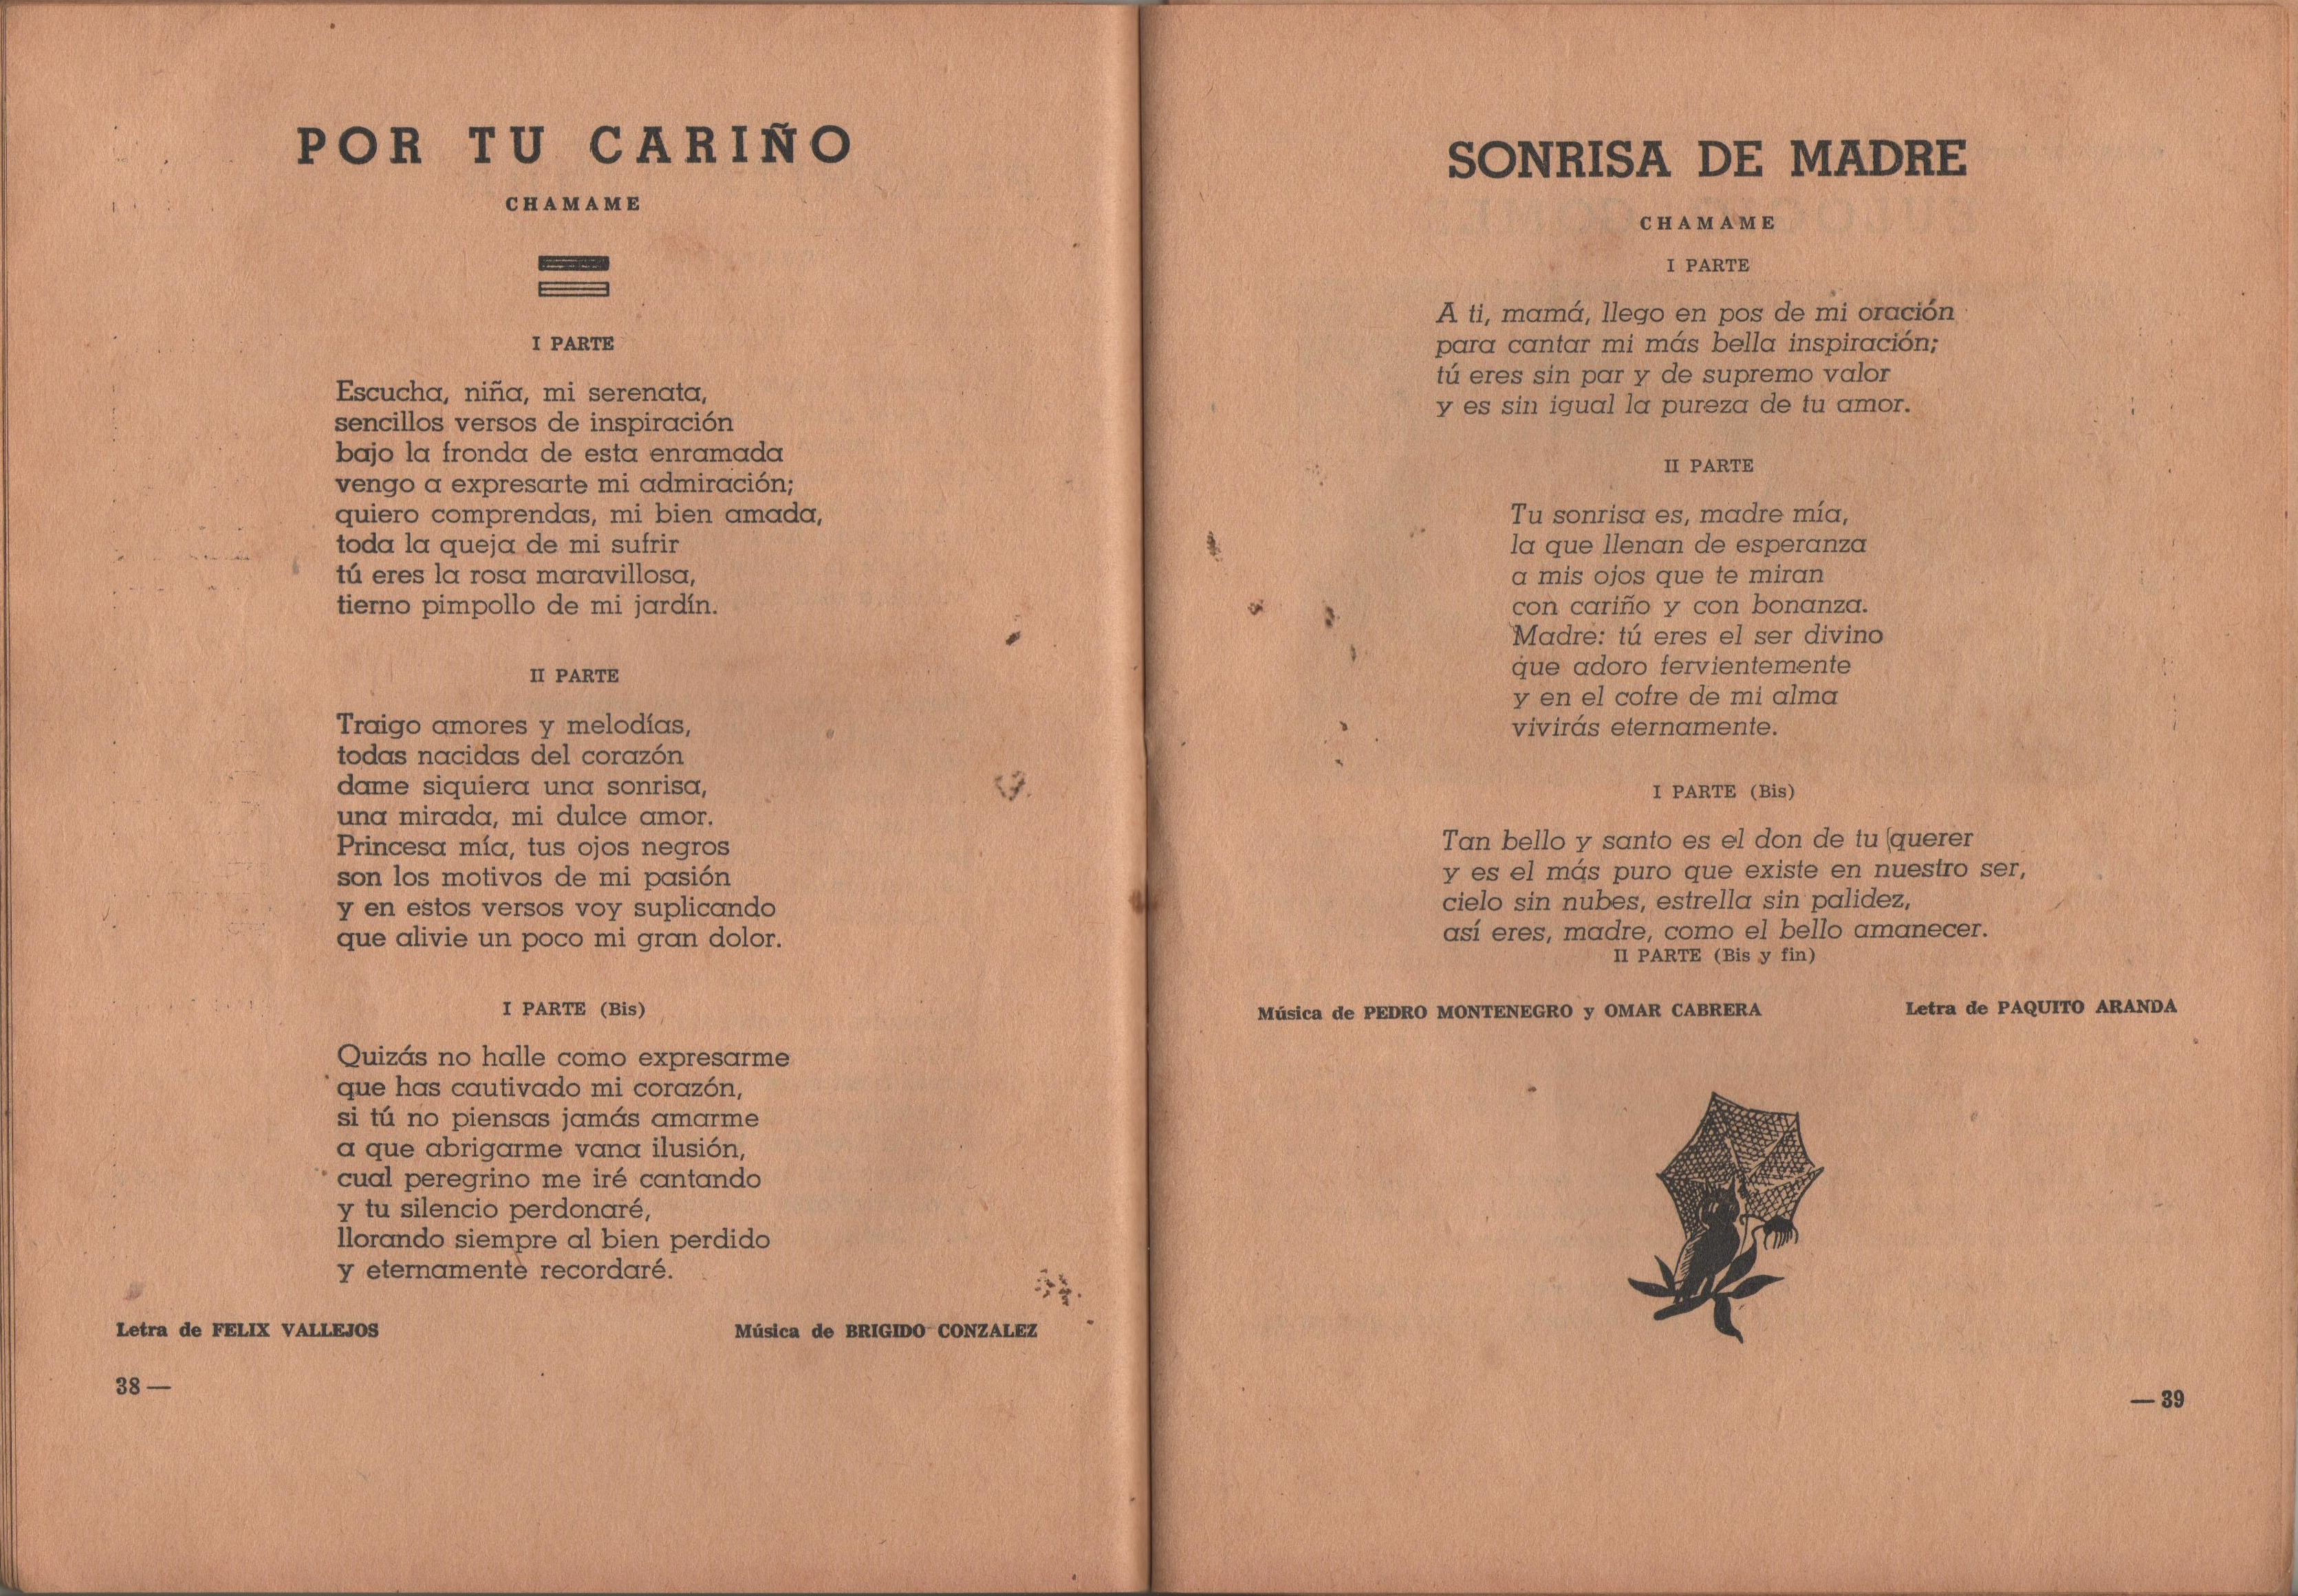 POR TU CARIÑO
CHAMAME
I PARTE
Escucha, niña, mi serenata,
sencillos versos de inspiración
bajo la fronda de esta enramada
vengo a expresarte mi admiración;
quiero comprendas, mi bien amada,
toda la queja de mi sufrir
tú eres la rosa maravillosa,
tierno pimpollo de mi jardín.
II PARTE
Traigo amores y melodías,
todas nacidas del corazón
dame siquiera una sonrisa,
una mirada, mi dulce amor.
Princesa mía, tus ojos negros
son los motivos de mi pasión
y en estos versos voy suplicando
que alivie un poco mi gran dolor.
I PARTE (Bis)
Quizás no halle como expresarme
que has cautivado mi corazón,
si tú no piensas jamás amarme
a que abrigarme vana ilusión,
cual peregrino me iré cantando
y tu silencio perdonaré,
llorando siempre al bien perdido
y eternamente recordaré.
Letra de FELIX VALLEJOS Música de BRIGIDO CONZALEZ
38 —
SONRISA DE MADRE
CHAMAME
I PARTE
A ti, mamá, llego en pos de mi oración
para cantar mi más bella inspiración;
tú eres sin par y de supremo valor
y es sin igual la pureza de tu amor.
II PARTE
Tu sonrisa es, madre mía,
la que llenan de esperanza
a mis ojos que te miran
con cariño y con bonanza.
Madre: tú eres el ser divino
que adoro fervientemente
y en el cofre de mi alma
vivirás eternamente.
I PARTE (Bis)
Tan bello y santo es el don de tu querer
y es el más puro que existe en nuestro ser,
cielo sin nubes, estrella sin palidez,
así eres, madre, como el bello amanecer.
II PARTE (Bis y fin)
Música de PEDRO MONTENEGRO y OMAR CABRERA Letra de PAQUITO ARANDA
— 39